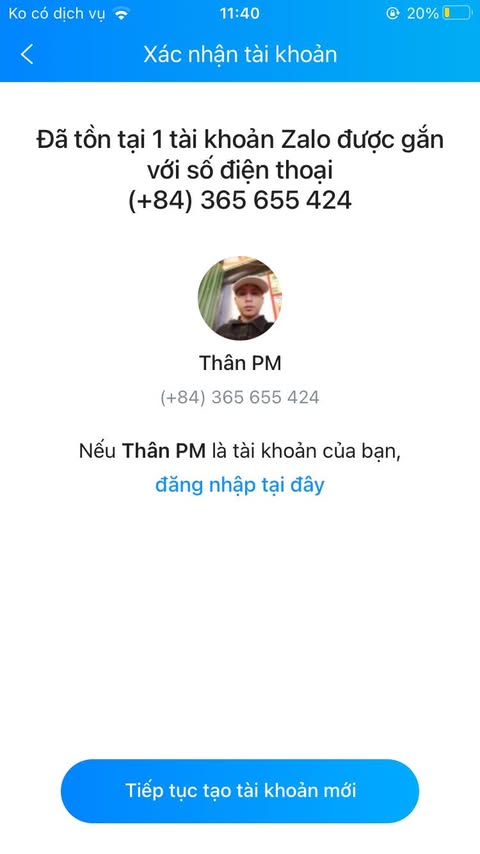 Ko có dịch vụ 11:40 20%
Xác nhận tài khoản
Đã tồn tại 1 tài khoản Zalo được gắn
với số điện thoại
(+84) 365 655 424
Thân PM
(+84) 365 655 424
Nếu Thân PM là tài khoản của bạn,
đăng nhập tại đây
Tiếp tục tạo tài khoản mới